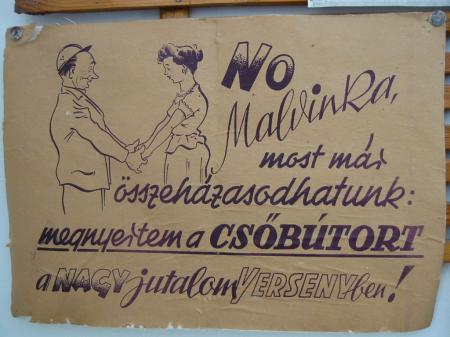 No
Malvinka,
most már
összeházasodhatunk:
megnyertem a CSŐBÚTORT
a NAGY jutalomVERSENYben!